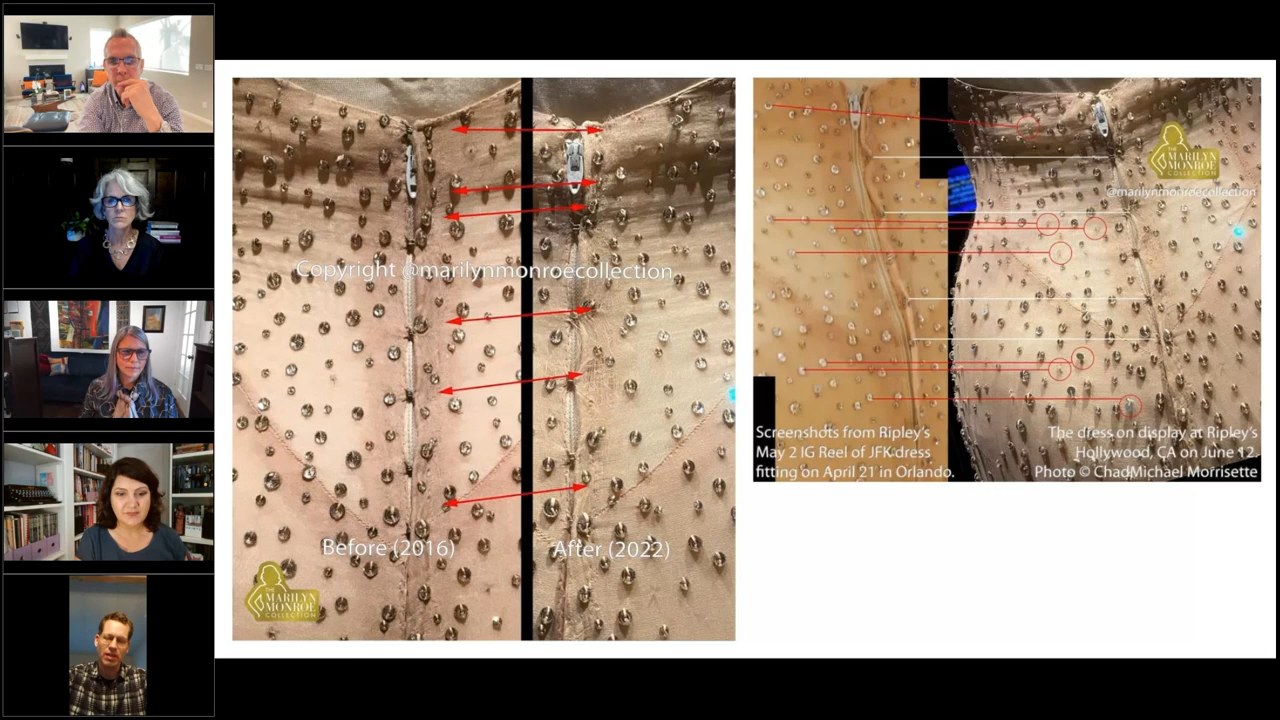 Copyright @marilynmonroecollection
Before (2016)
After (2022)
THE
MARILYN
MONROE
COLLECTION
THE
MARILYN
MONROE
COLLECTION
@marilynmonroecollection
Screenshots from Ripley's
May 2 IG Reel of JFK dress
fitting on April 21 in Orlando.
The dress on display at Ripley's
Hollywood, CA on June 12.
Photo © ChadMichael Morrisette